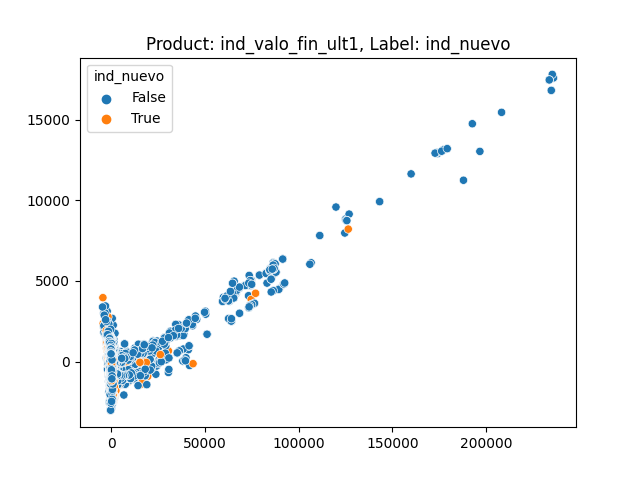 Product: ind_valo_fin_ult1, Label: ind_nuevo
ind_nuevo
False
True
15000
10000
5000
0
0 50000 100000 150000 200000